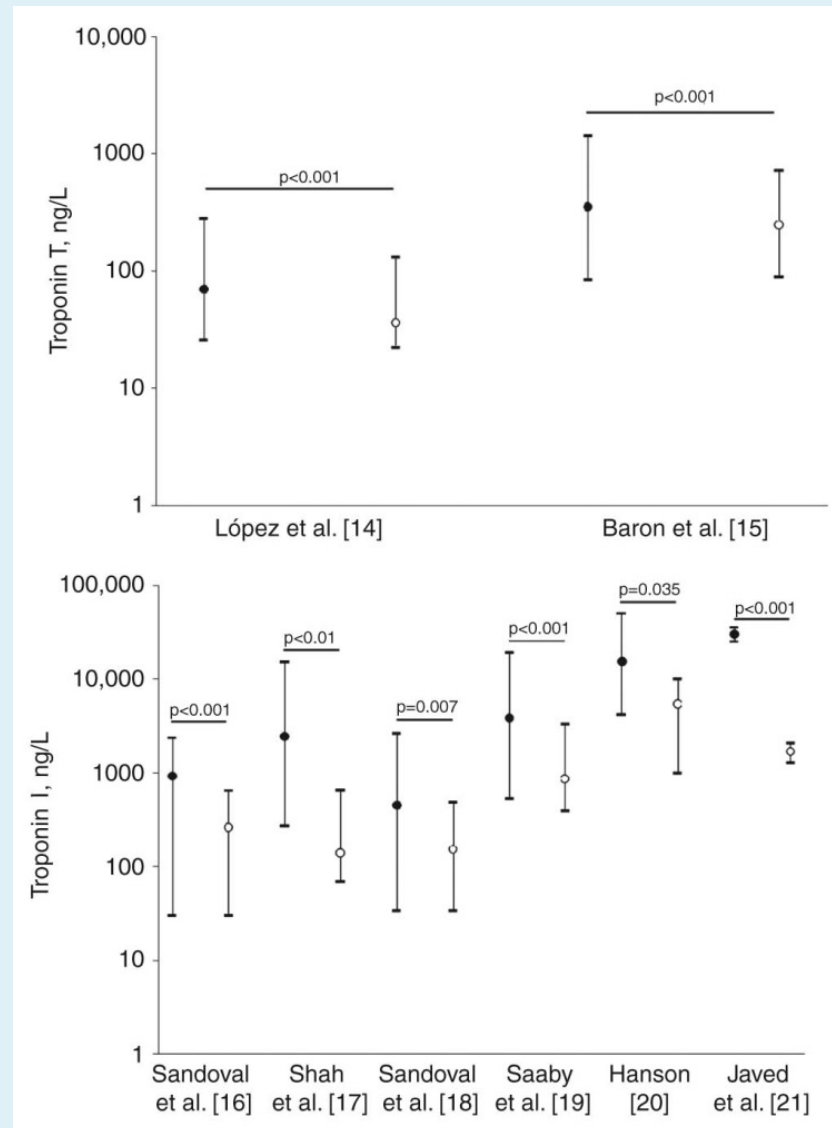 10,000
p<0.001
1000
p<0.001
Troponin T, ng/L
100
10
1
López et al. [14]
Baron et al. [15]
100,000
p=0.035
p<0.001
p<0.001
p<0.01
10,000
p<0.001
p=0.007
1000
Troponin I, ng/L
100
10
1
Sandoval et al. [16]
Shah et al. [17]
Sandoval et al. [18]
Saaby et al. [19]
Hanson [20]
Javed et al. [21]